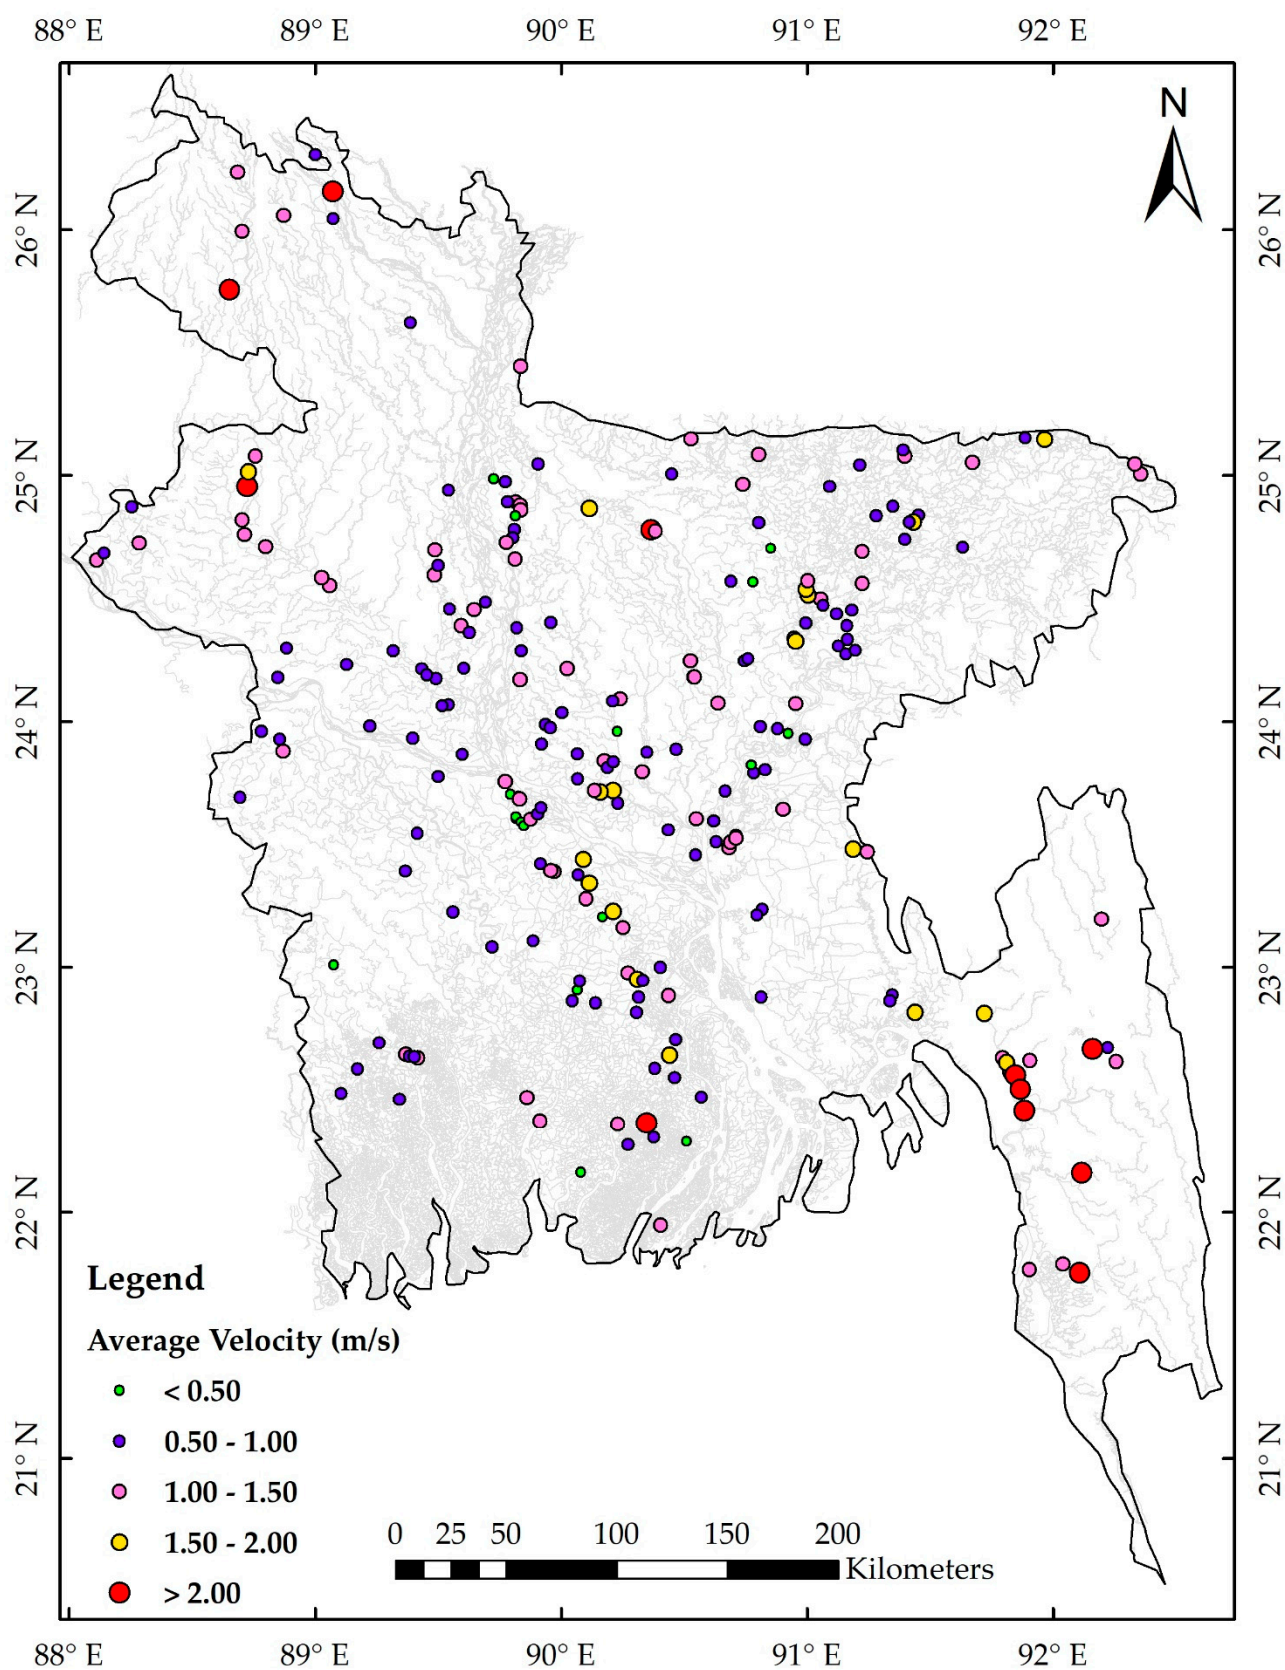 88° E 89° E 90° E 91° E 92° E
N
26° N 26° N
25° N 25° N
24° N 24° N
23° N 23° N
22° N 22° N
Legend
Average Velocity (m/s)
< 0.50
0.50 - 1.00
21° N 21° N
1.00 - 1.50
1.50 - 2.00
0 25 50 100 150 200
Kilometers
> 2.00
88° E 89° E 90° E 91° E 92° E